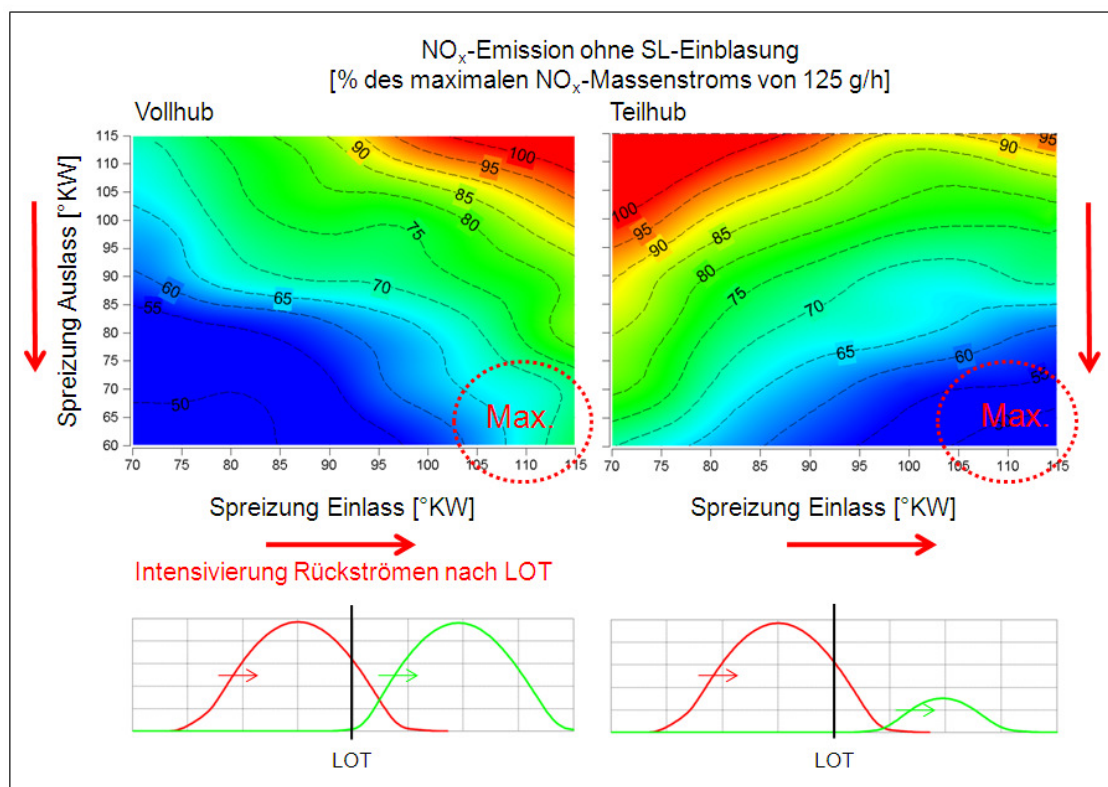 NOₓ-Emission ohne SL-Einblasung
[% des maximalen NOₓ-Massenstroms von 125 g/h]
Vollhub
Teilhub
Spreizung Auslass [°KW]
115
110
105
100
95
90
85
80
75
70
65
60
90
100
95
85
80
75
70
65
60
55
50
Max.
70 75 80 85 90 95 100 105 110 115
95
90
100
95
90
85
80
75
70
65
60
Max.
70 75 80 85 90 95 100 105 110 115
Spreizung Einlass [°KW]
Spreizung Einlass [°KW]
Intensivierung Rückströmen nach LOT
LOT
LOT